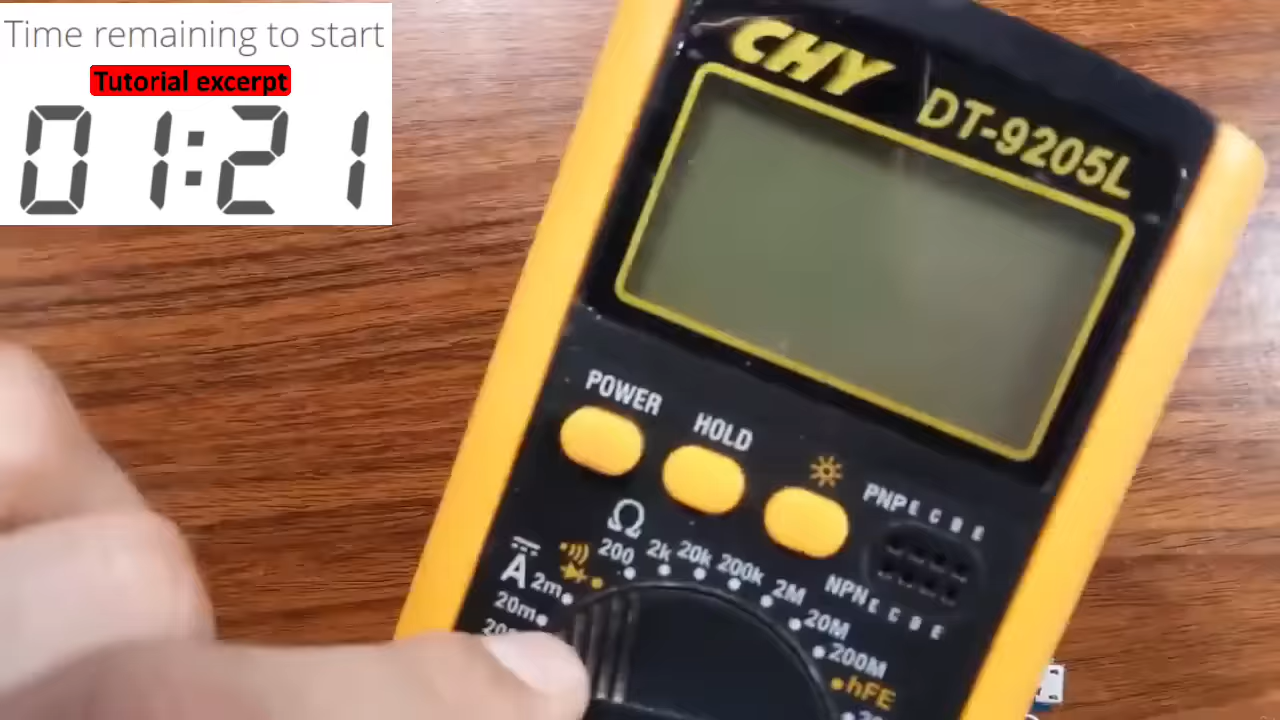 Time remaining to start
Tutorial excerpt
01:21
CHY
DT-9205L
POWER
HOLD
PNP E C B E
Ω
200 2k 20k 200k 2M 20M 200M
hFE
NPN E C B E
A 2m
20m